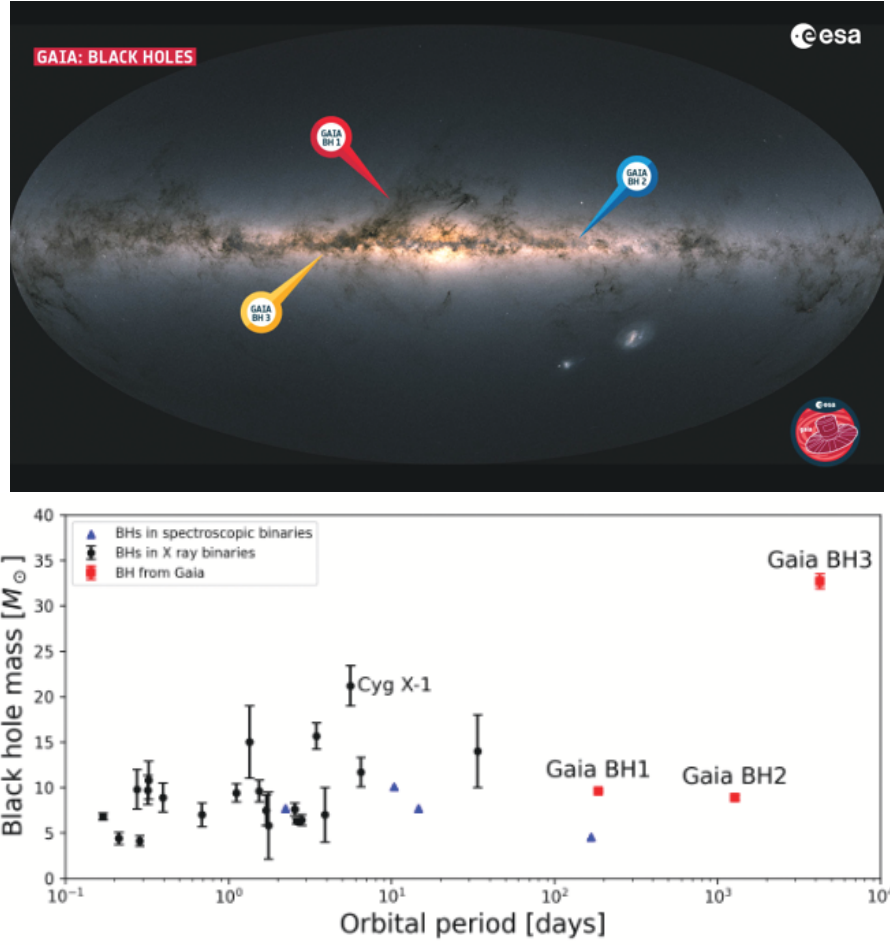 GAIA: BLACK HOLES
esa
GAIA
BH 1
GAIA
BH 2
GAIA
BH 3
esa
gaia
40
35
30
25
20
15
10
5
0
Black hole mass [M⊙]
BHs in spectroscopic binaries
BHs in X ray binaries
BH from Gaia
Gaia BH3
Cyg X-1
Gaia BH1
Gaia BH2
10⁻¹
10⁰
10¹
10²
10³
10⁴
Orbital period [days]